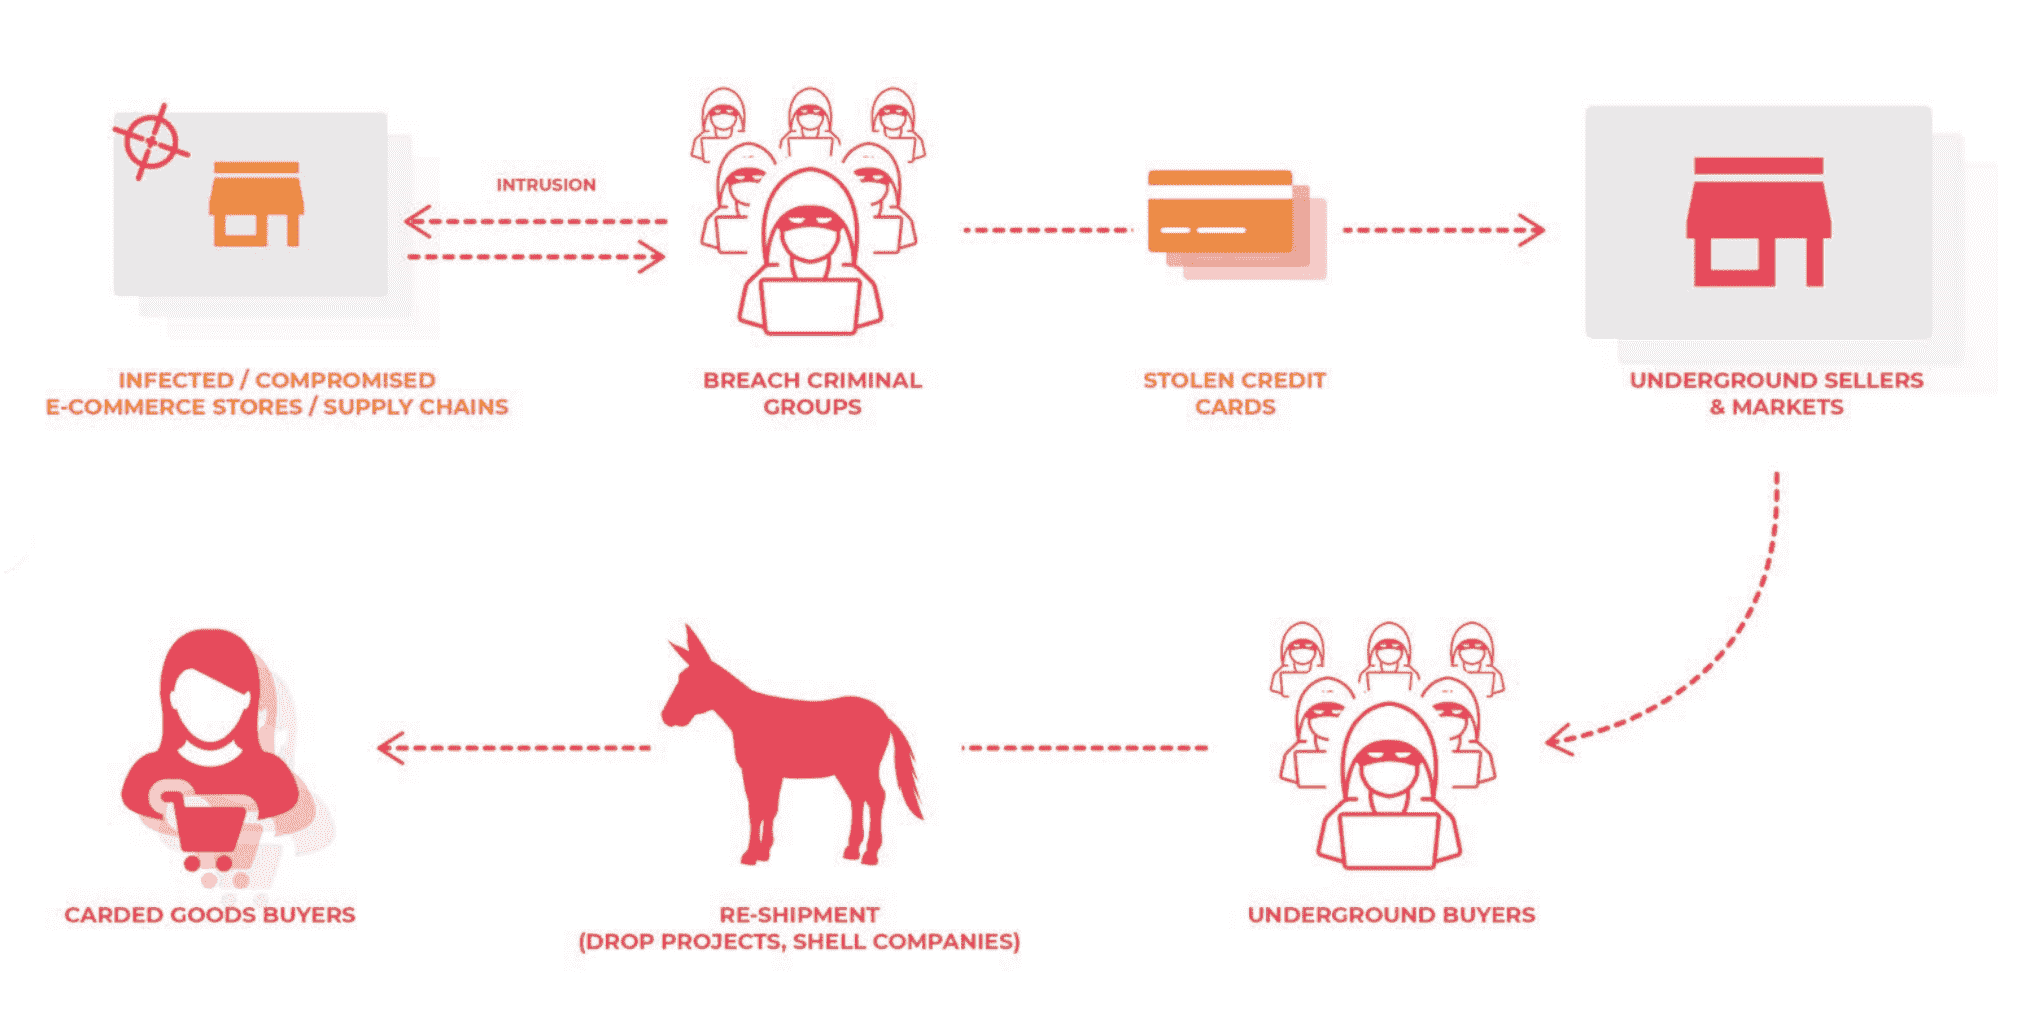 INTRUSION
INFECTED / COMPROMISED
E-COMMERCE STORES / SUPPLY CHAINS
BREACH CRIMINAL
GROUPS
STOLEN CREDIT
CARDS
UNDERGROUND SELLERS
& MARKETS
CARDED GOODS BUYERS
RE-SHIPMENT
(DROP PROJECTS, SHELL COMPANIES)
UNDERGROUND BUYERS